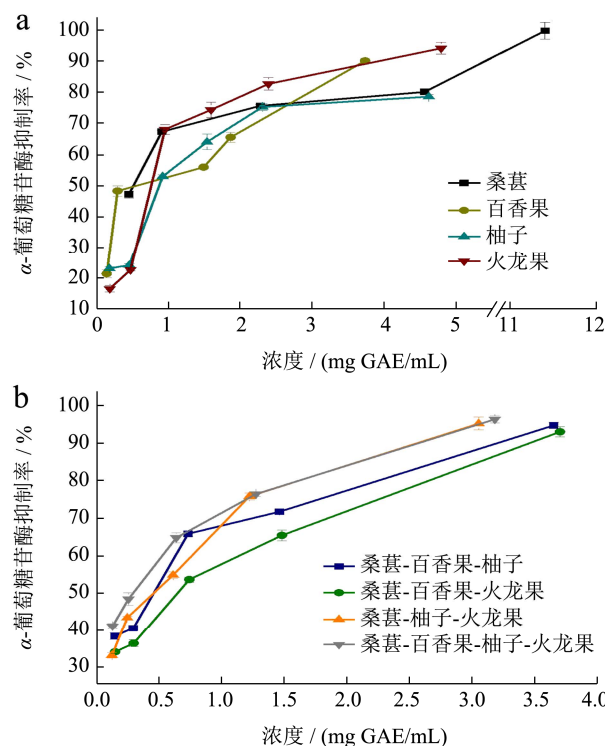 a
α-葡萄糖苷酶抑制率 / %
100
90
80
70
60
50
40
30
20
10
桑葚
百香果
柚子
火龙果
0 1 2 3 4 5 11 12
浓度 / (mg GAE/mL)
b
α-葡萄糖苷酶抑制率 / %
100
90
80
70
60
50
40
30
桑葚-百香果-柚子
桑葚-百香果-火龙果
桑葚-柚子-火龙果
桑葚-百香果-柚子-火龙果
0.0 0.5 1.0 1.5 2.0 2.5 3.0 3.5 4.0
浓度 / (mg GAE/mL)